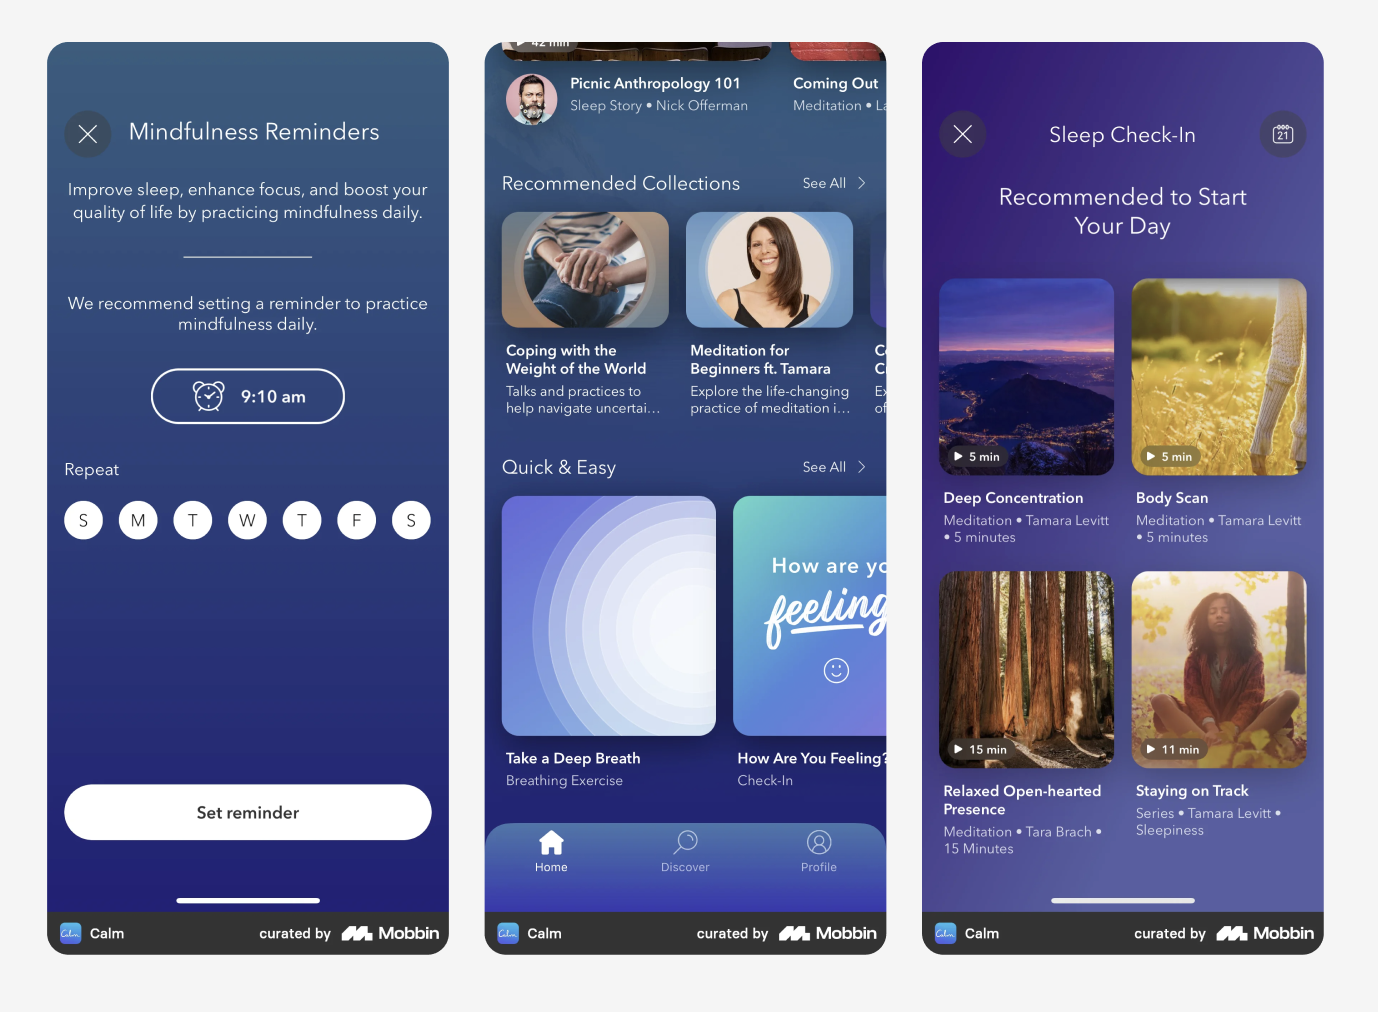 Mindfulness Reminders
Improve sleep, enhance focus, and boost your
quality of life by practicing mindfulness daily.
We recommend setting a reminder to practice
mindfulness daily.
9:10 am
Repeat
S M T W T F S
Set reminder
Calm
curated by Mobbin
42 min
Picnic Anthropology 101
Sleep Story • Nick Offerman
Coming Out
Meditation • La
Recommended Collections
See All
Coping with the
Weight of the World
Talks and practices to
help navigate uncertai...
Meditation for
Beginners ft. Tamara
Explore the life-changing
practice of meditation i...
Quick & Easy
See All
How are yo
feeling
Take a Deep Breath
Breathing Exercise
How Are You Feeling?
Check-In
Home
Discover
Profile
Calm
curated by Mobbin
Sleep Check-In
21
Recommended to Start
Your Day
5 min
Deep Concentration
Meditation • Tamara Levitt
• 5 minutes
5 min
Body Scan
Meditation • Tamara Levitt
• 5 minutes
15 min
Relaxed Open-hearted
Presence
Meditation • Tara Brach •
15 Minutes
11 min
Staying on Track
Series • Tamara Levitt •
Sleepiness
Calm
curated by Mobbin